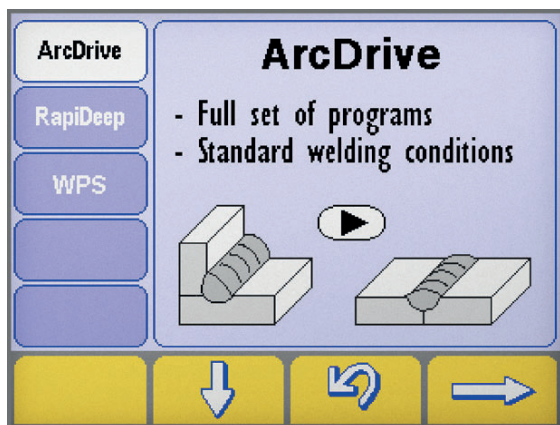 ArcDrive
RapiDeep
WPS
ArcDrive
- Full set of programs
- Standard welding conditions